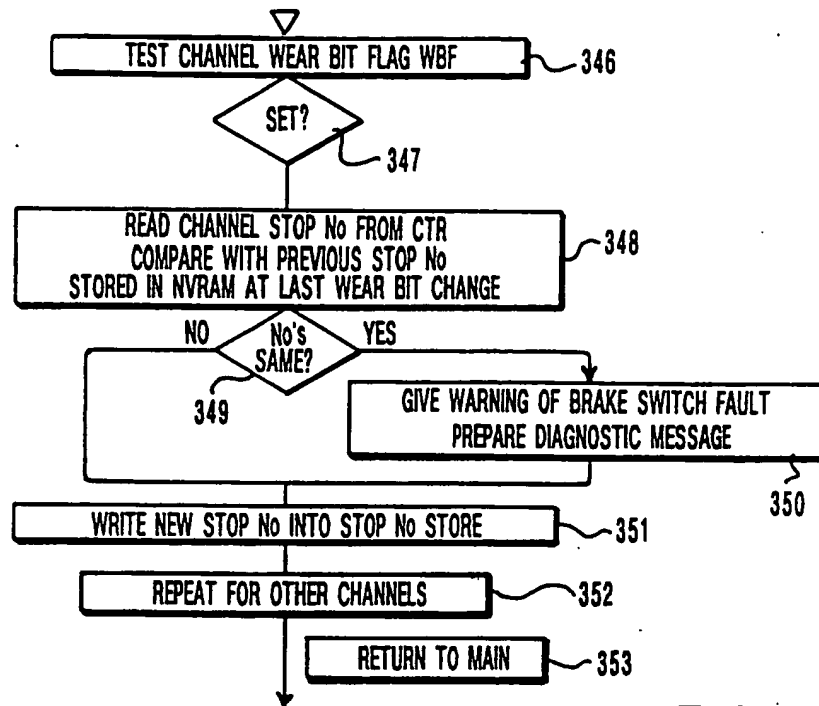 TEST CHANNEL WEAR BIT FLAG WBF
346
SET?
347
READ CHANNEL STOP No FROM CTR
COMPARE WITH PREVIOUS STOP No
STORED IN NVRAM AT LAST WEAR BIT CHANGE
348
NO
No's
SAME?
YES
349
GIVE WARNING OF BRAKE SWITCH FAULT
PREPARE DIAGNOSTIC MESSAGE
350
WRITE NEW STOP No INTO STOP No STORE
351
REPEAT FOR OTHER CHANNELS
352
RETURN TO MAIN
353